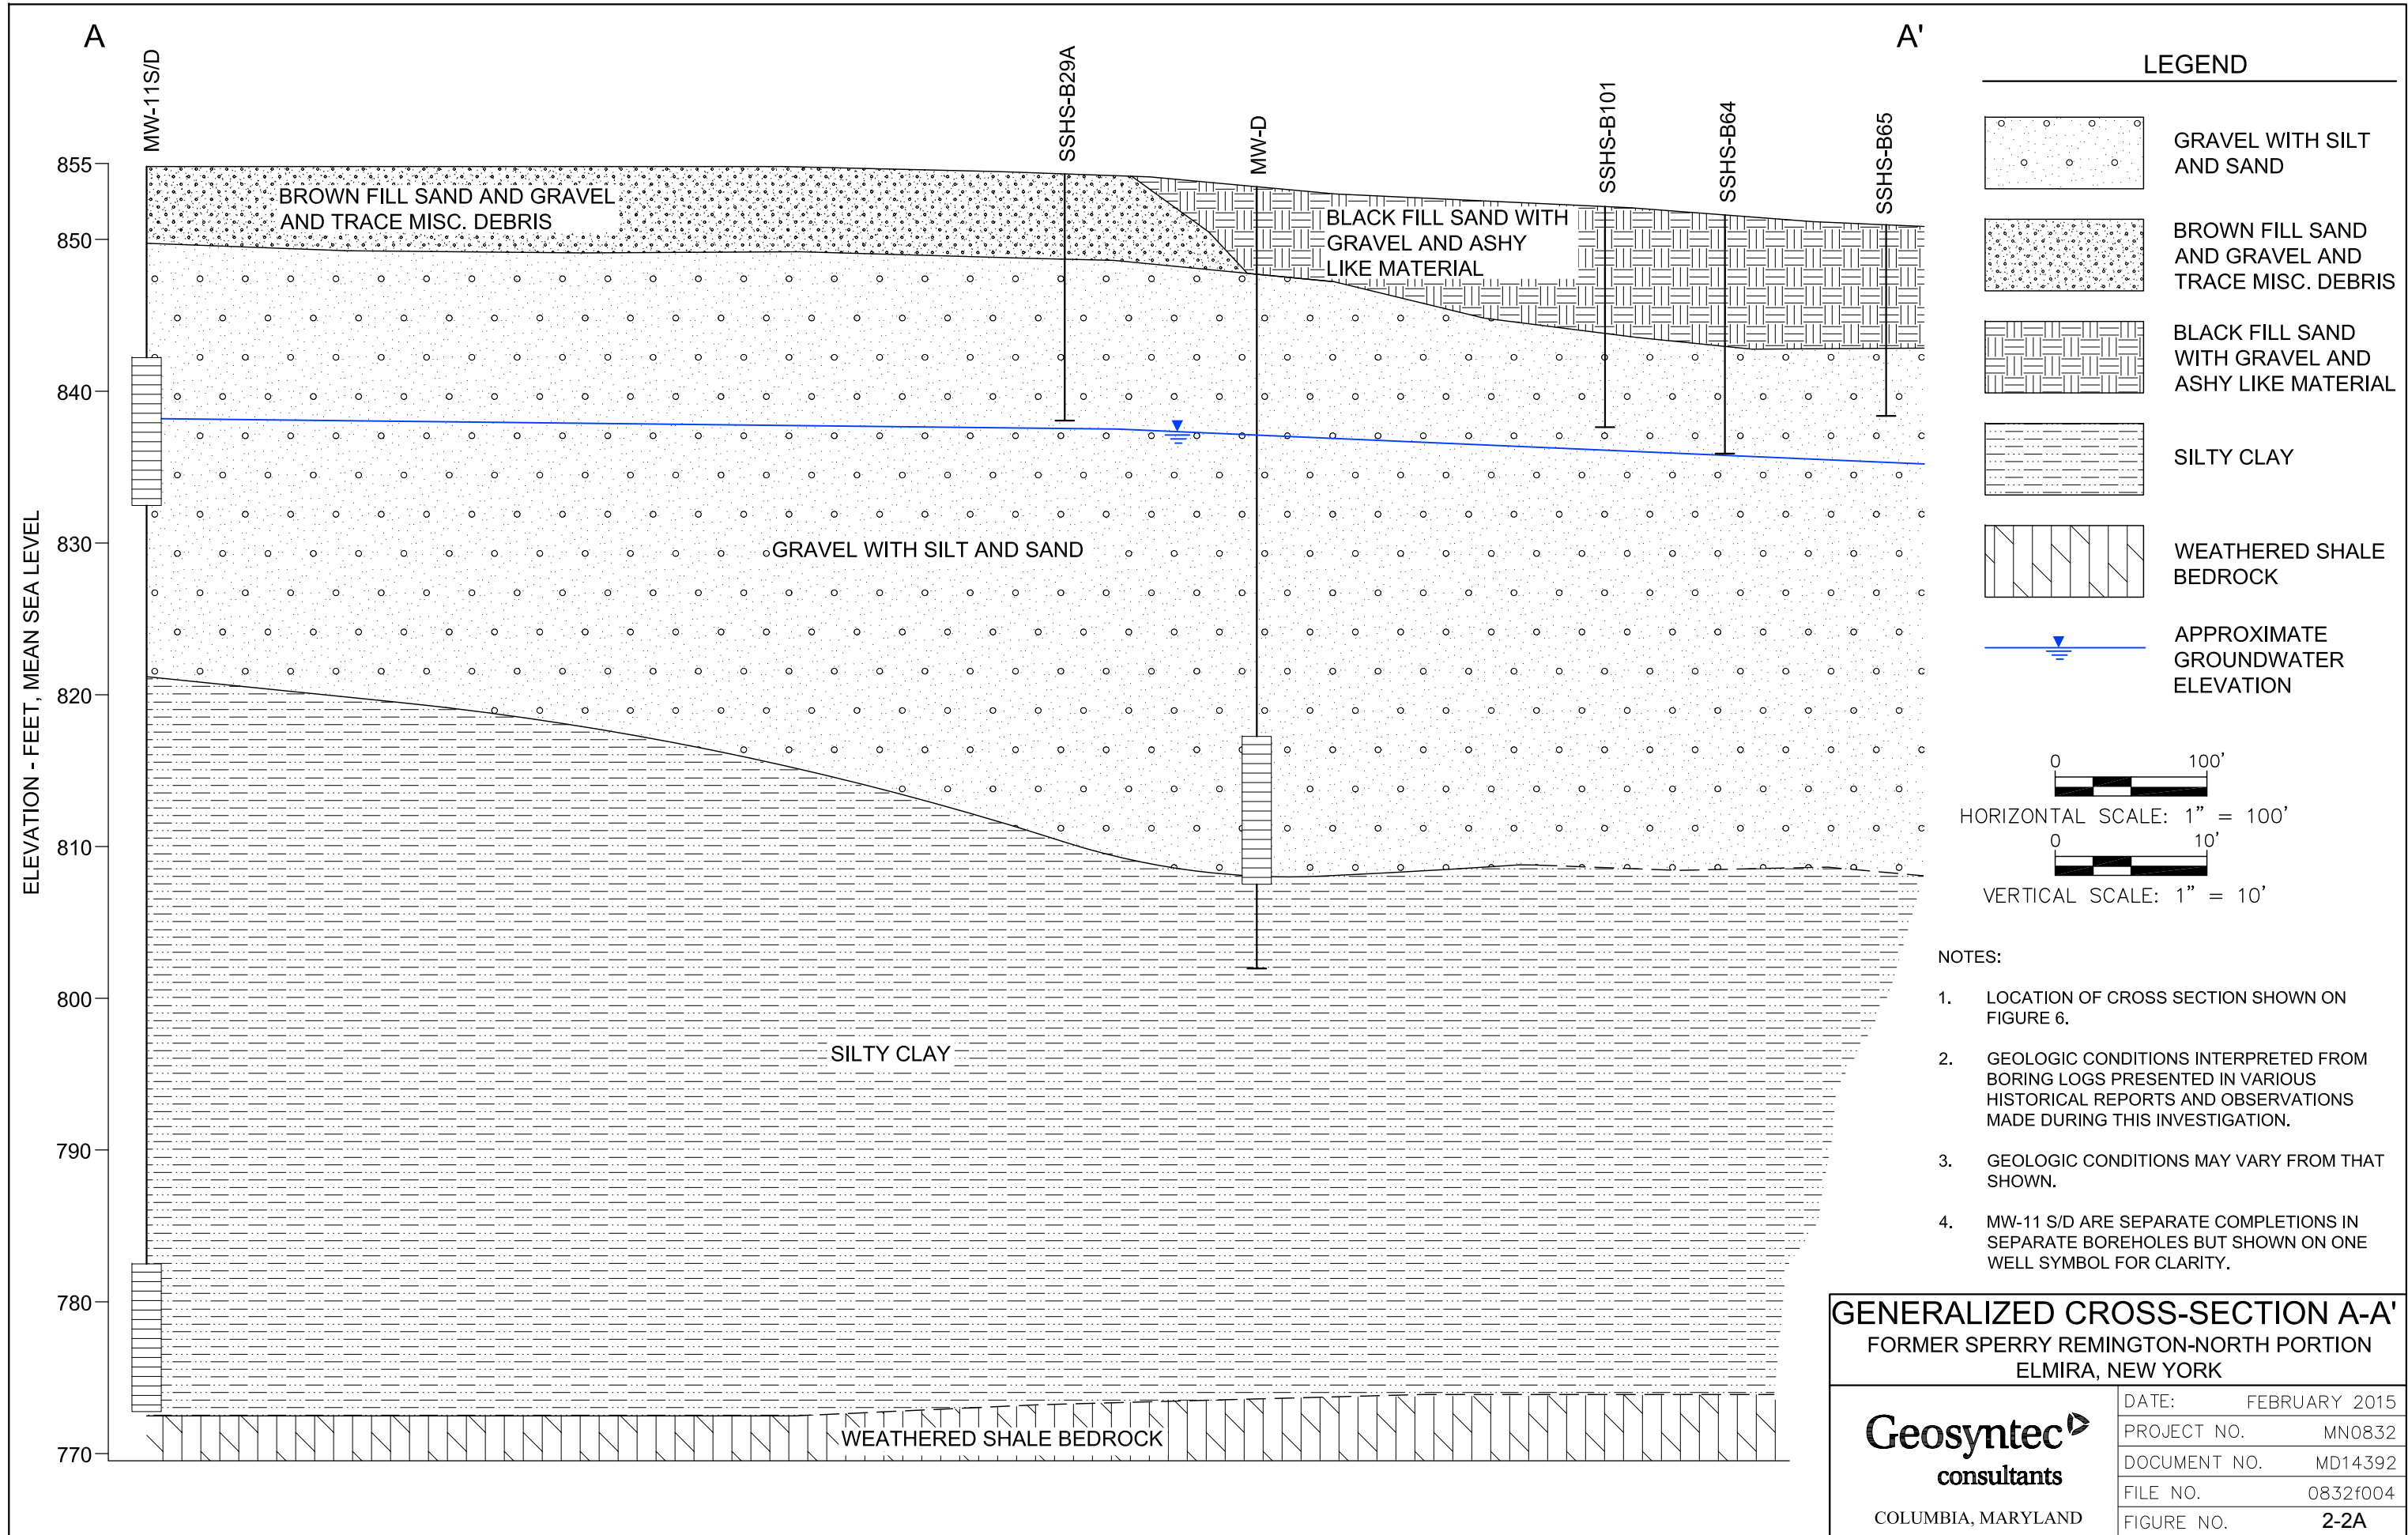 A
A'
MW-11S/D
SSHS-B29A
MW-D
SSHS-B101
SSHS-B64
SSHS-B65
ELEVATION - FEET, MEAN SEA LEVEL
855
850
840
830
820
810
800
790
780
770
BROWN FILL SAND AND GRAVEL
AND TRACE MISC. DEBRIS
BLACK FILL SAND WITH
GRAVEL AND ASHY
LIKE MATERIAL
GRAVEL WITH SILT AND SAND
SILTY CLAY
WEATHERED SHALE BEDROCK
LEGEND
GRAVEL WITH SILT
AND SAND
BROWN FILL SAND
AND GRAVEL AND
TRACE MISC. DEBRIS
BLACK FILL SAND
WITH GRAVEL AND
ASHY LIKE MATERIAL
SILTY CLAY
WEATHERED SHALE
BEDROCK
APPROXIMATE
GROUNDWATER
ELEVATION
0 100'
HORIZONTAL SCALE: 1" = 100'
0 10'
VERTICAL SCALE: 1" = 10'
NOTES:
1. LOCATION OF CROSS SECTION SHOWN ON
FIGURE 6.
2. GEOLOGIC CONDITIONS INTERPRETED FROM
BORING LOGS PRESENTED IN VARIOUS
HISTORICAL REPORTS AND OBSERVATIONS
MADE DURING THIS INVESTIGATION.
3. GEOLOGIC CONDITIONS MAY VARY FROM THAT
SHOWN.
4. MW-11 S/D ARE SEPARATE COMPLETIONS IN
SEPARATE BOREHOLES BUT SHOWN ON ONE
WELL SYMBOL FOR CLARITY.
GENERALIZED CROSS-SECTION A-A'
FORMER SPERRY REMINGTON-NORTH PORTION
ELMIRA, NEW YORK
Geosyntec
consultants
COLUMBIA, MARYLAND
DATE: FEBRUARY 2015
PROJECT NO. MN0832
DOCUMENT NO. MD14392
FILE NO. 0832f004
FIGURE NO. 2-2A